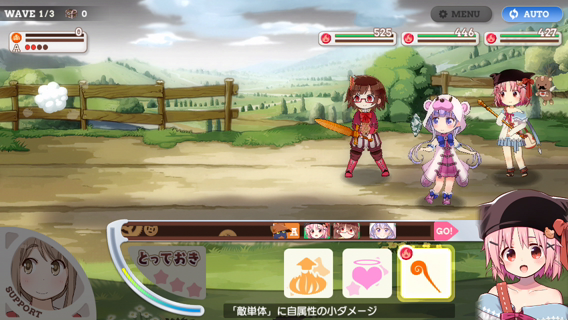 WAVE 1/3 0
MENU
AUTO
0
A
525
446
427
A
GO!
とっておき
SUPPORT
「敵単体」に自属性の小ダメージ